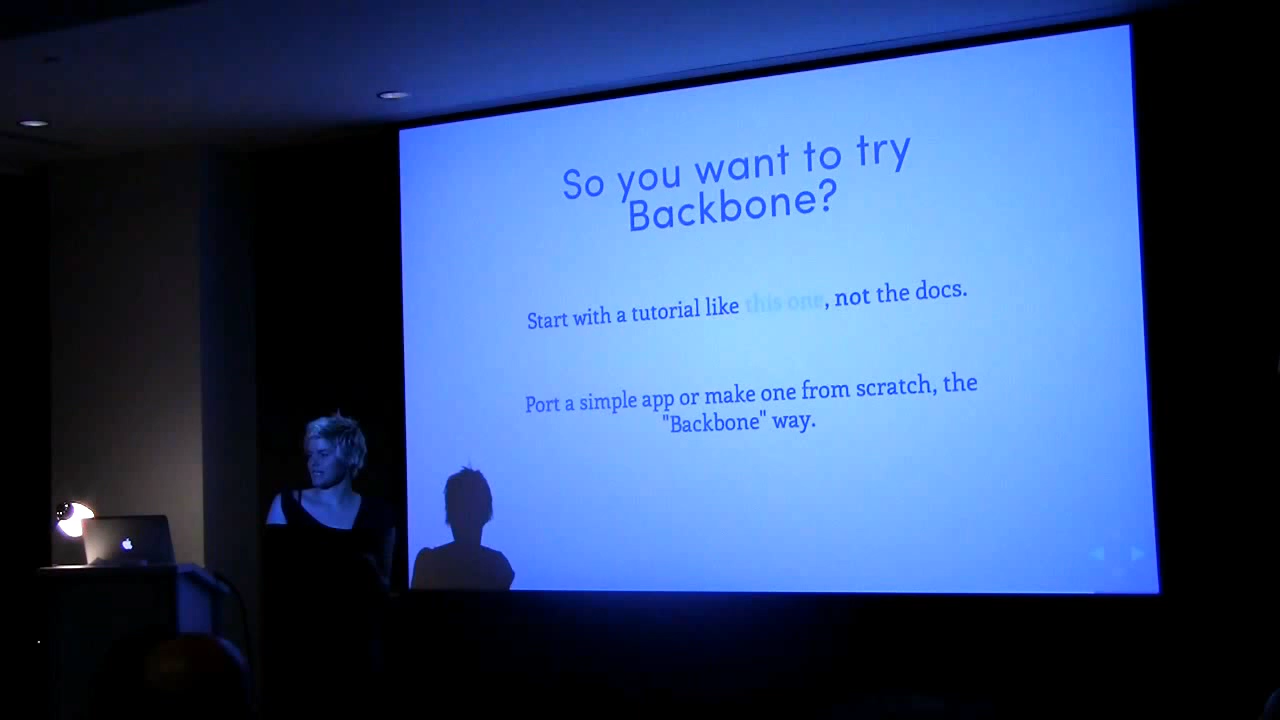 So you want to try
Backbone?
Start with a tutorial like this one, not the docs.
Port a simple app or make one from scratch, the
"Backbone" way.